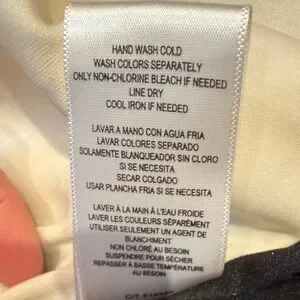 HAND WASH COLD
WASH COLORS SEPARATELY
ONLY NON-CHLORINE BLEACH IF NEEDED
LINE DRY
COOL IRON IF NEEDED
LAVAR A MANO CON AGUA FRIA
LAVAR COLORES SEPARADO
SOLAMENTE BLANQUEADOR SIN CLORO
SI SE NECESITA
SECAR COLGADO
USAR PLANCHA FRIA SI SE NECESITA
LAVER À LA MAIN À L'EAU FROIDE
LAVER LES COULEURS SÉPARÉMENT
UTILISER SEULEMENT UN AGENT DE
BLANCHIMENT
NON CHLORÉ AU BESOIN
SUSPENDRE POUR SÉCHER
REPASSER À BASSE TEMPÉRATURE
AU BESOIN